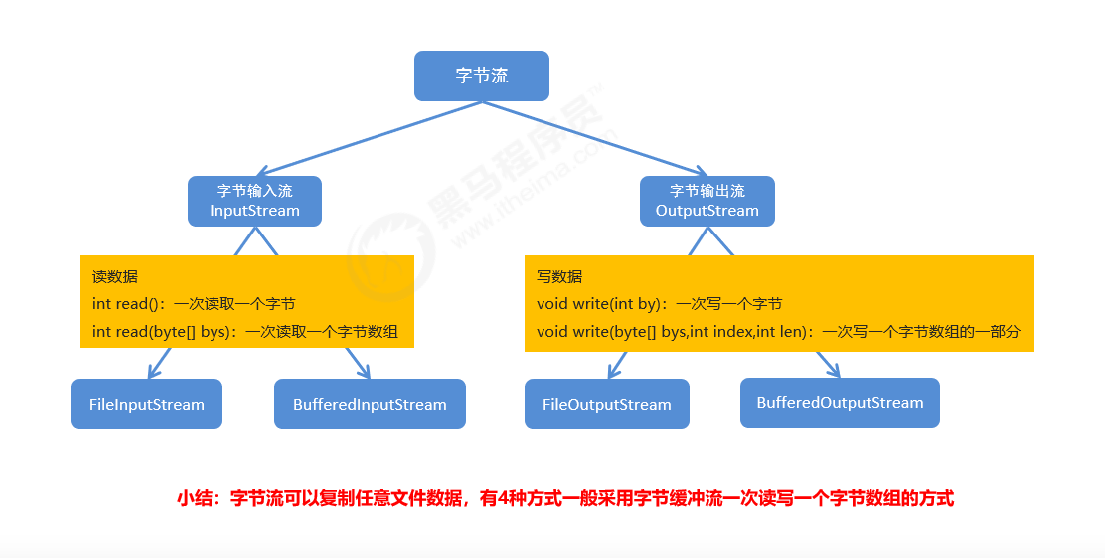 字节流
黑马程序员™
www.itheima.com
字节输入流
InputStream
字节输出流
OutputStream
读数据
int read()：一次读取一个字节
int read(byte[] bys)：一次读取一个字节数组
写数据
void write(int by)：一次写一个字节
void write(byte[] bys,int index,int len)：一次写一个字节数组的一部分
FileInputStream
BufferedInputStream
FileOutputStream
BufferedOutputStream
小结：字节流可以复制任意文件数据，有4种方式一般采用字节缓冲流一次读写一个字节数组的方式